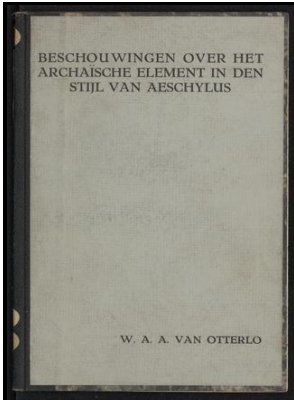 BESCHOUWINGEN OVER HET
ARCHAÏSCHE ELEMENT IN DEN
STIJL VAN AESCHYLUS
W. A. A. VAN OTTERLO